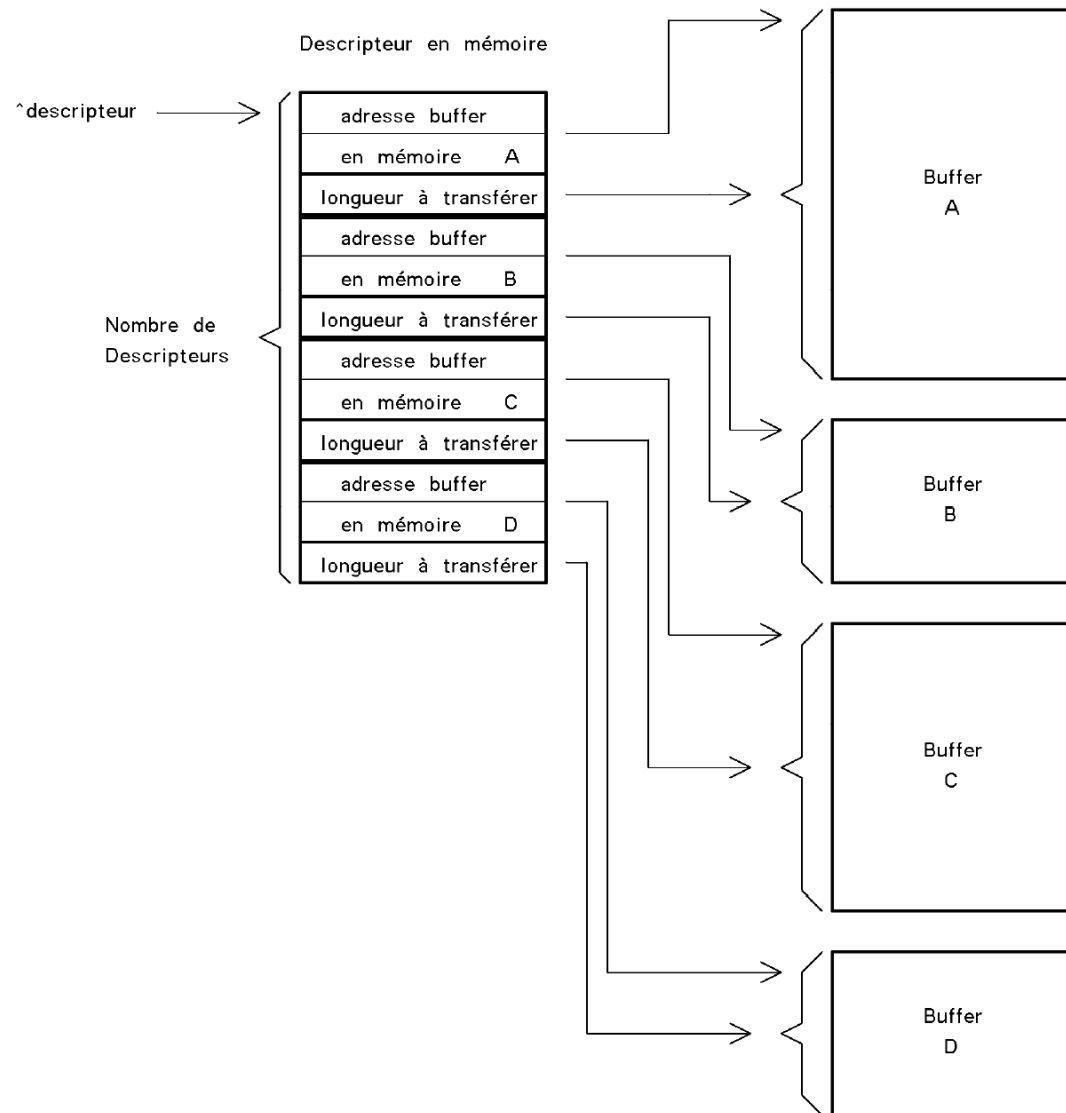 Descripteur en mémoire
^descripteur
adresse buffer
en mémoire A
longueur à transférer
adresse buffer
en mémoire B
longueur à transférer
adresse buffer
en mémoire C
longueur à transférer
adresse buffer
en mémoire D
longueur à transférer
Nombre de
Descripteurs
Buffer
A
Buffer
B
Buffer
C
Buffer
D